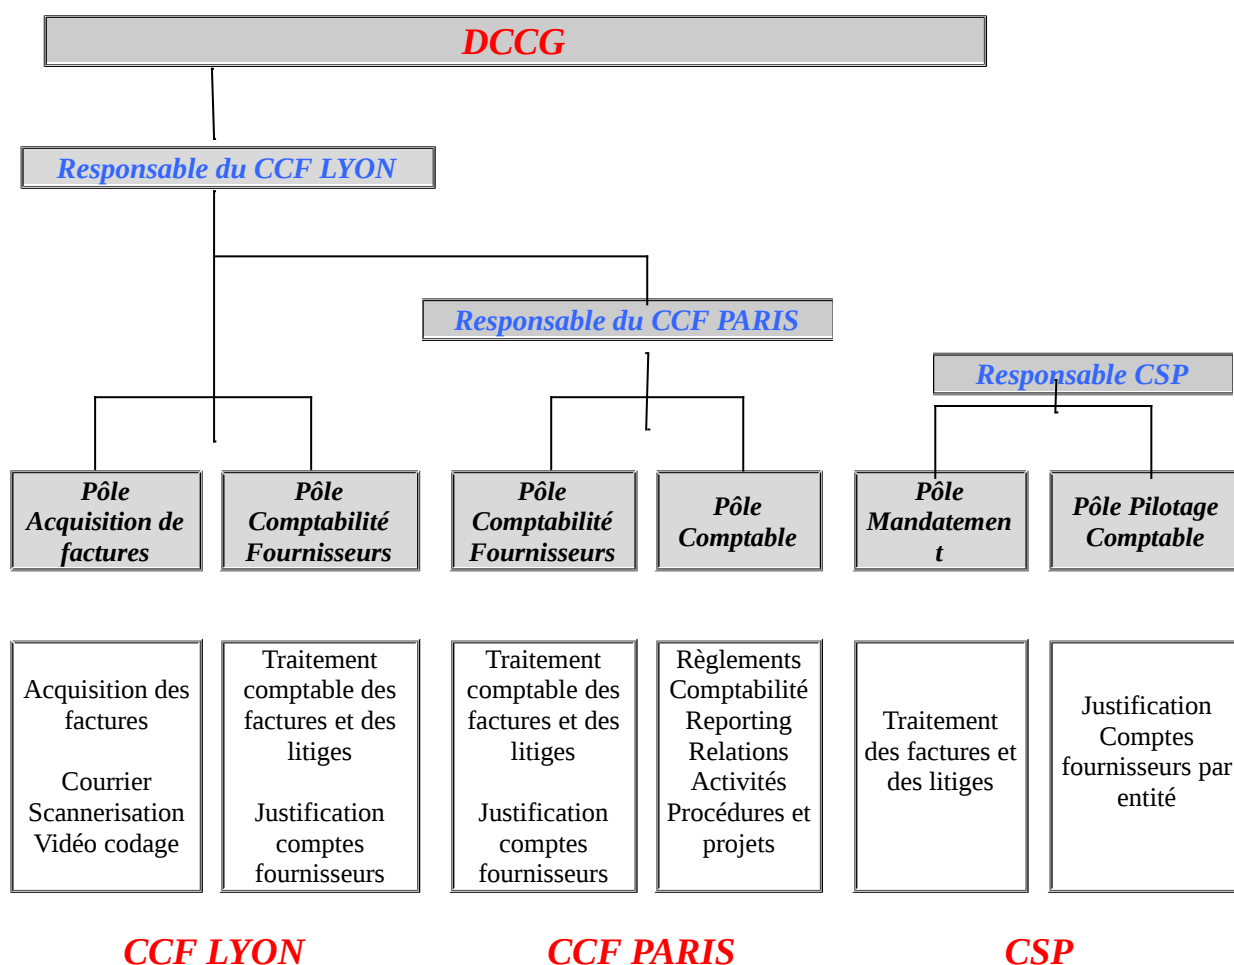 DCCG
Responsable du CCF LYON
Responsable du CCF PARIS
Responsable CSP
Pôle
Acquisition de
factures
Pôle
Comptabilité
Fournisseurs
Pôle
Comptabilité
Fournisseurs
Pôle
Comptable
Pôle
Mandatemen
t
Pôle Pilotage
Comptable
Acquisition des
factures
Courrier
Scannerisation
Vidéo codage
Traitement
comptable des
factures et des
litiges
Justification
comptes
fournisseurs
Traitement
comptable des
factures et des
litiges
Justification
comptes
fournisseurs
Règlements
Comptabilité
Reporting
Relations
Activités
Procédures et
projets
Traitement
des factures et
des litiges
Justification
Comptes
fournisseurs par
entité
CCF LYON
CCF PARIS
CSP